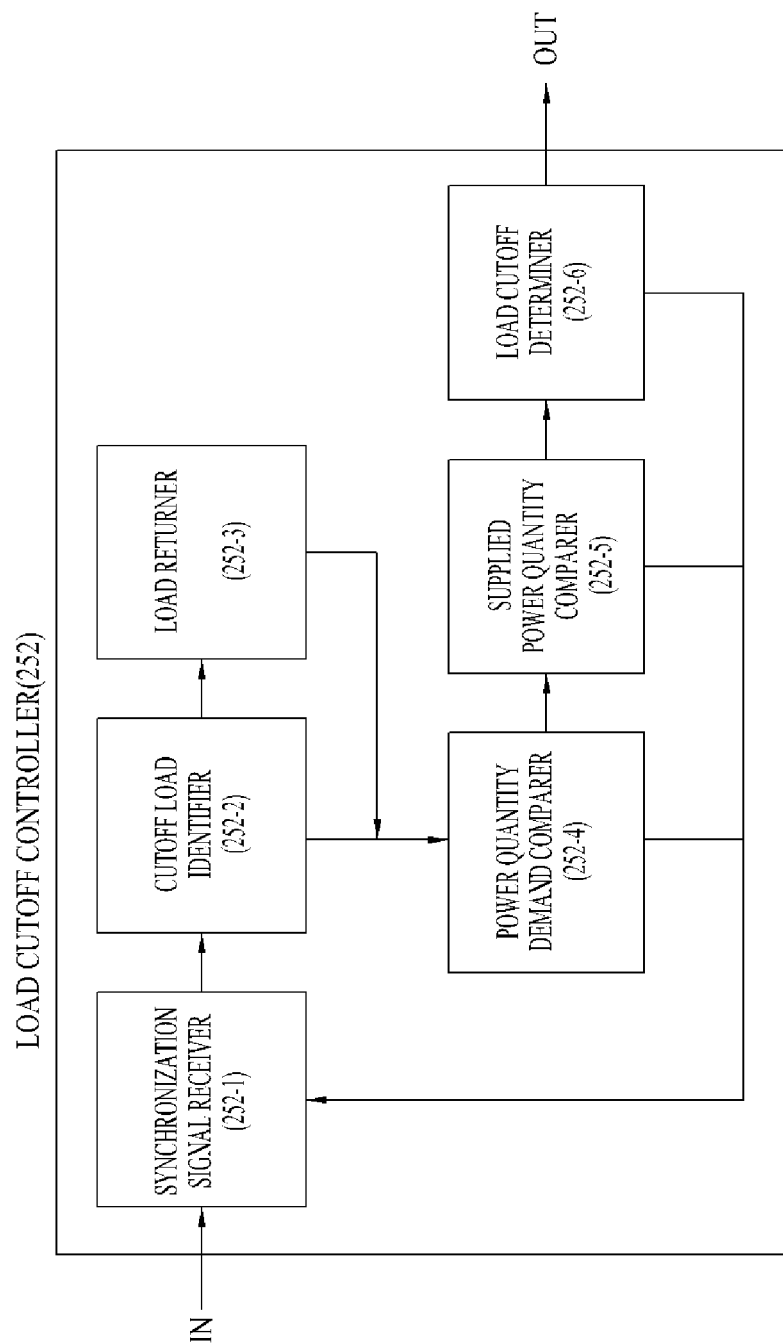 LOAD CUTOFF CONTROLLER(252)
IN
SYNCHRONIZATION
SIGNAL RECEIVER
(252-1)
CUTOFF LOAD
IDENTIFIER
(252-2)
LOAD RETURNER
(252-3)
POWER QUANTITY
DEMAND COMPARER
(252-4)
SUPPLIED
POWER QUANTITY
COMPARER
(252-5)
LOAD CUTOFF
DETERMINER
(252-6)
OUT